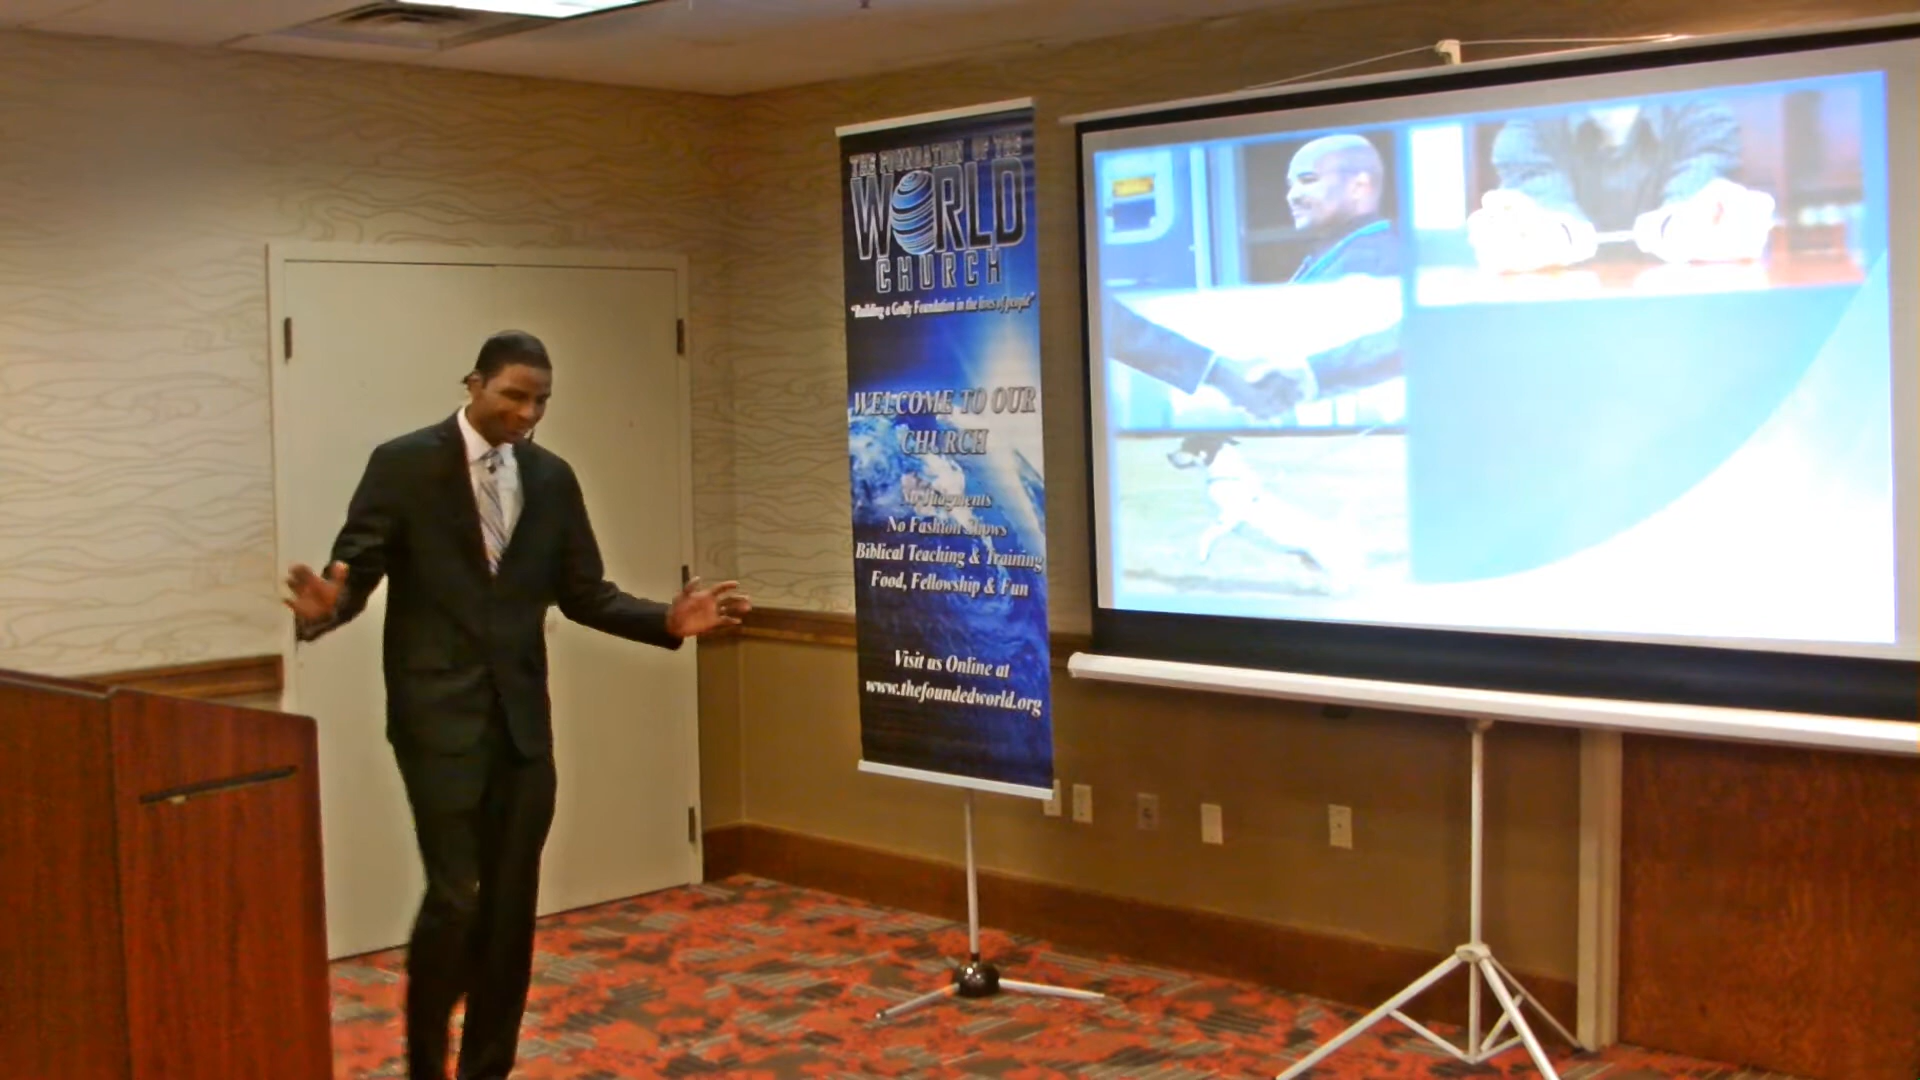 THE FOUNDATION OF THE
WORLD
CHURCH
"Building a Godly Foundation in the lives of people"
WELCOME TO OUR
CHURCH
No Judgments
No Fashion Shows
Biblical Teaching & Training
Food, Fellowship & Fun
Visit us Online at
www.thefoundedworld.org